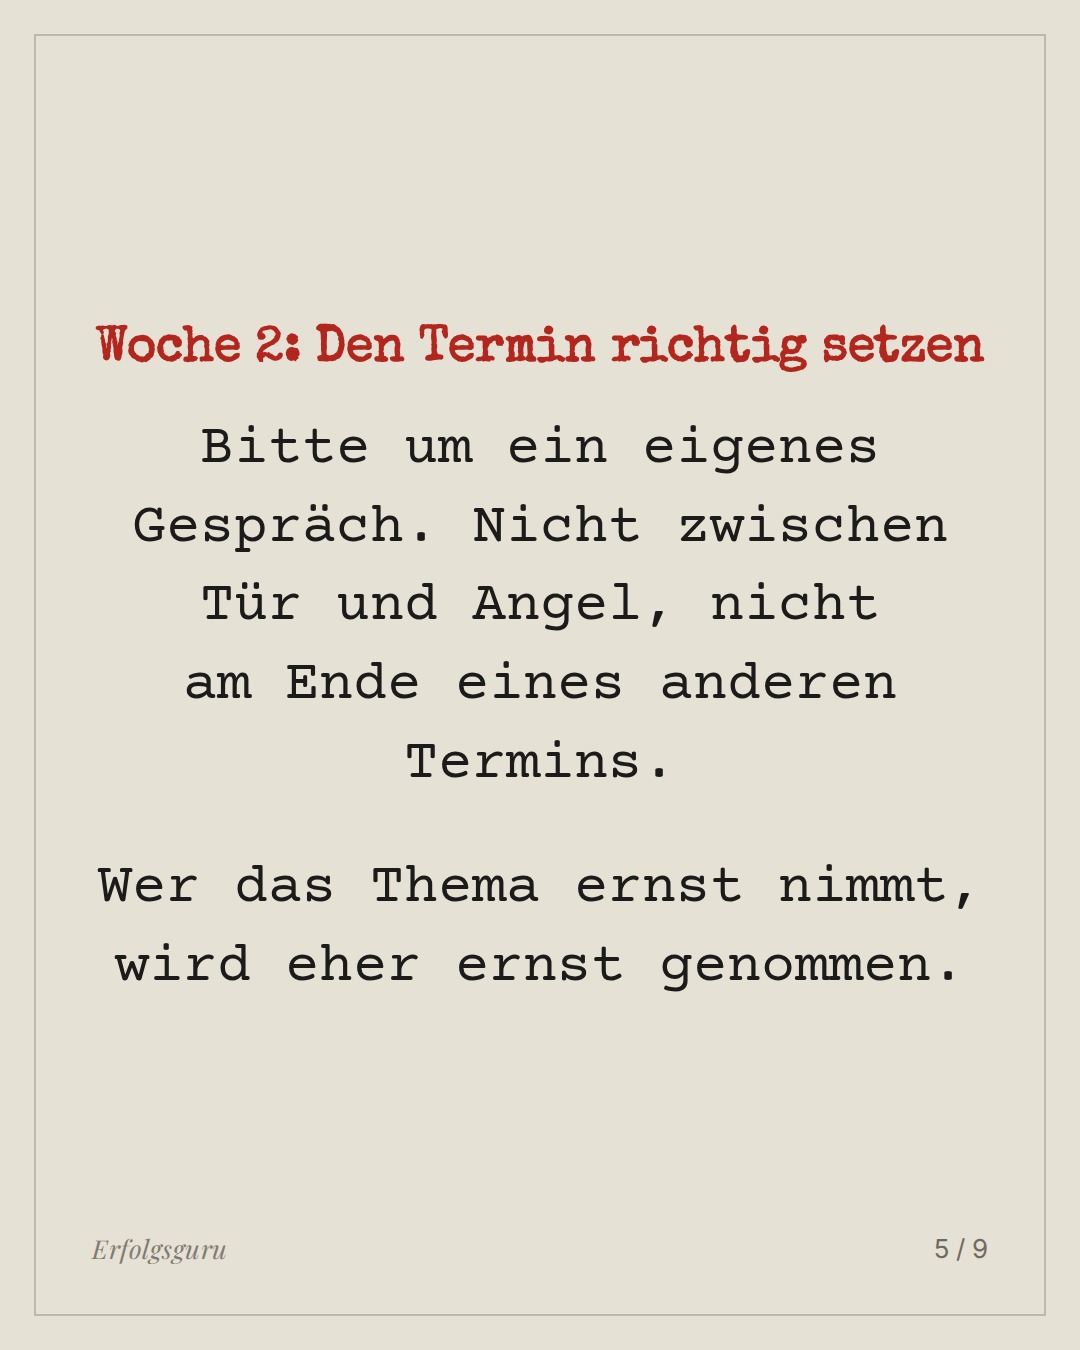 Woche 2: Den Termin richtig setzen
Bitte um ein eigenes
Gespräch. Nicht zwischen
Tür und Angel, nicht
am Ende eines anderen
Termins.
Wer das Thema ernst nimmt,
wird eher ernst genommen.
Erfolgsguru
5 / 9